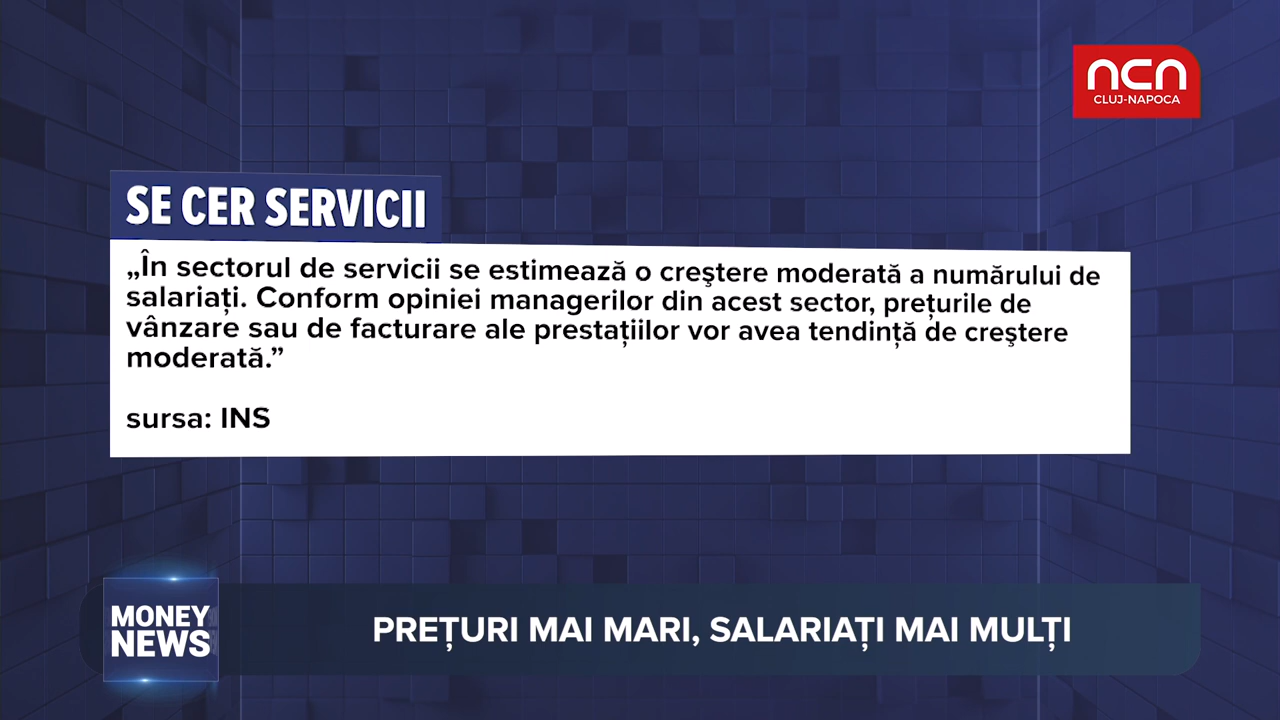 ncn
CLUJ-NAPOCA
SE CER SERVICII
„În sectorul de servicii se estimează o creştere moderată a numărului de
salariați. Conform opiniei managerilor din acest sector, prețurile de
vânzare sau de facturare ale prestațiilor vor avea tendință de creştere
moderată.”
sursa: INS
MONEY
NEWS
PREȚURI MAI MARI, SALARIAȚI MAI MULȚI